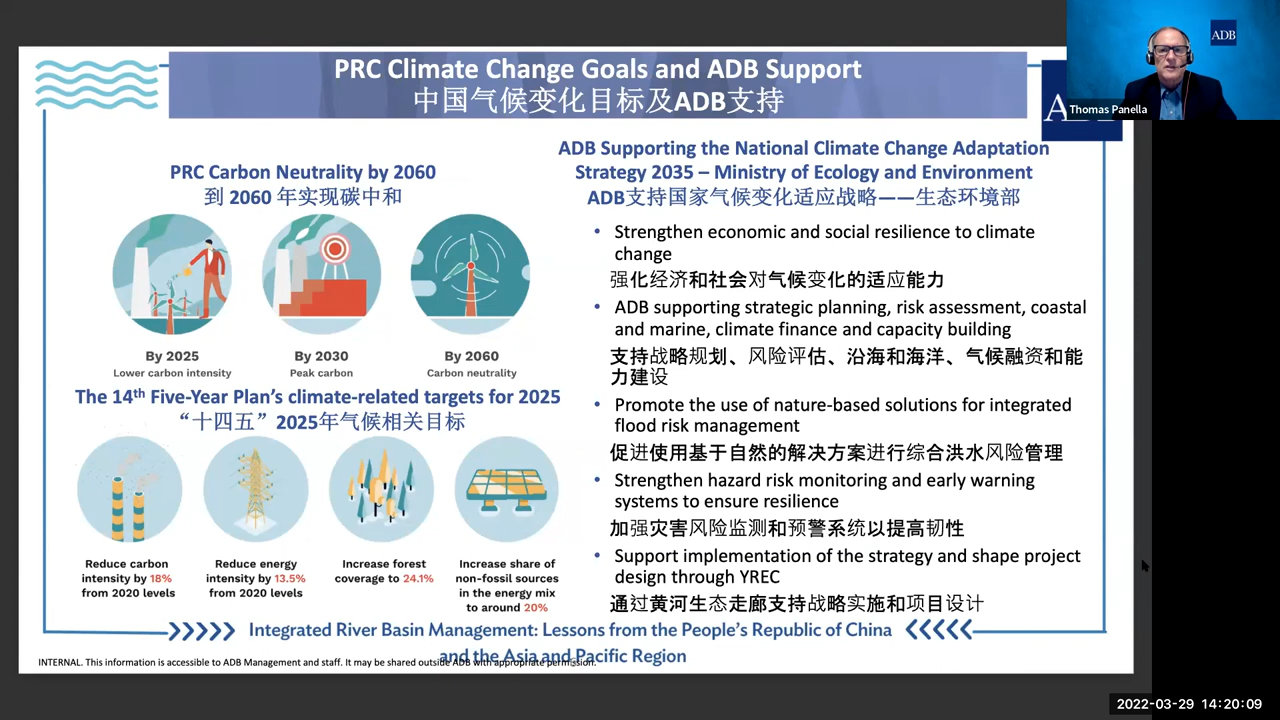 PRC Climate Change Goals and ADB Support
中国气候变化目标及ADB支持
ADB
Thomas Panella
PRC Carbon Neutrality by 2060
到 2060 年实现碳中和
By 2025
Lower carbon intensity
By 2030
Peak carbon
By 2060
Carbon neutrality
The 14th Five-Year Plan’s climate-related targets for 2025
“十四五”2025年气候相关目标
Reduce carbon
intensity by 18%
from 2020 levels
Reduce energy
intensity by 13.5%
from 2020 levels
Increase forest
coverage to 24.1%
Increase share of
non-fossil sources
in the energy mix
to around 20%
ADB Supporting the National Climate Change Adaptation
Strategy 2035 – Ministry of Ecology and Environment
ADB支持国家气候变化适应战略——生态环境部
• Strengthen economic and social resilience to climate
change
强化经济和社会对气候变化的适应能力
• ADB supporting strategic planning, risk assessment, coastal
and marine, climate finance and capacity building
支持战略规划、风险评估、沿海和海洋、气候融资和能
力建设
• Promote the use of nature-based solutions for integrated
flood risk management
促进使用基于自然的解决方案进行综合洪水风险管理
• Strengthen hazard risk monitoring and early warning
systems to ensure resilience
加强灾害风险监测和预警系统以提高韧性
• Support implementation of the strategy and shape project
design through YREC
通过黄河生态走廊支持战略实施和项目设计
Integrated River Basin Management: Lessons from the People’s Republic of China
and the Asia and Pacific Region
INTERNAL. This information is accessible to ADB Management and staff. It may be shared outside ADB with appropriate permission.
2022-03-29 14:20:09